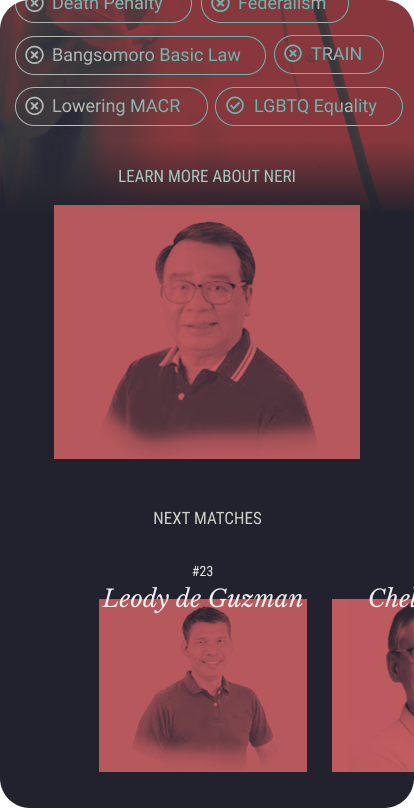 Death Penalty Federalism
Bangsamoro Basic Law TRAIN
Lowering MACR LGBTQ Equality
LEARN MORE ABOUT NERI
NEXT MATCHES
#23
Leody de Guzman Chel